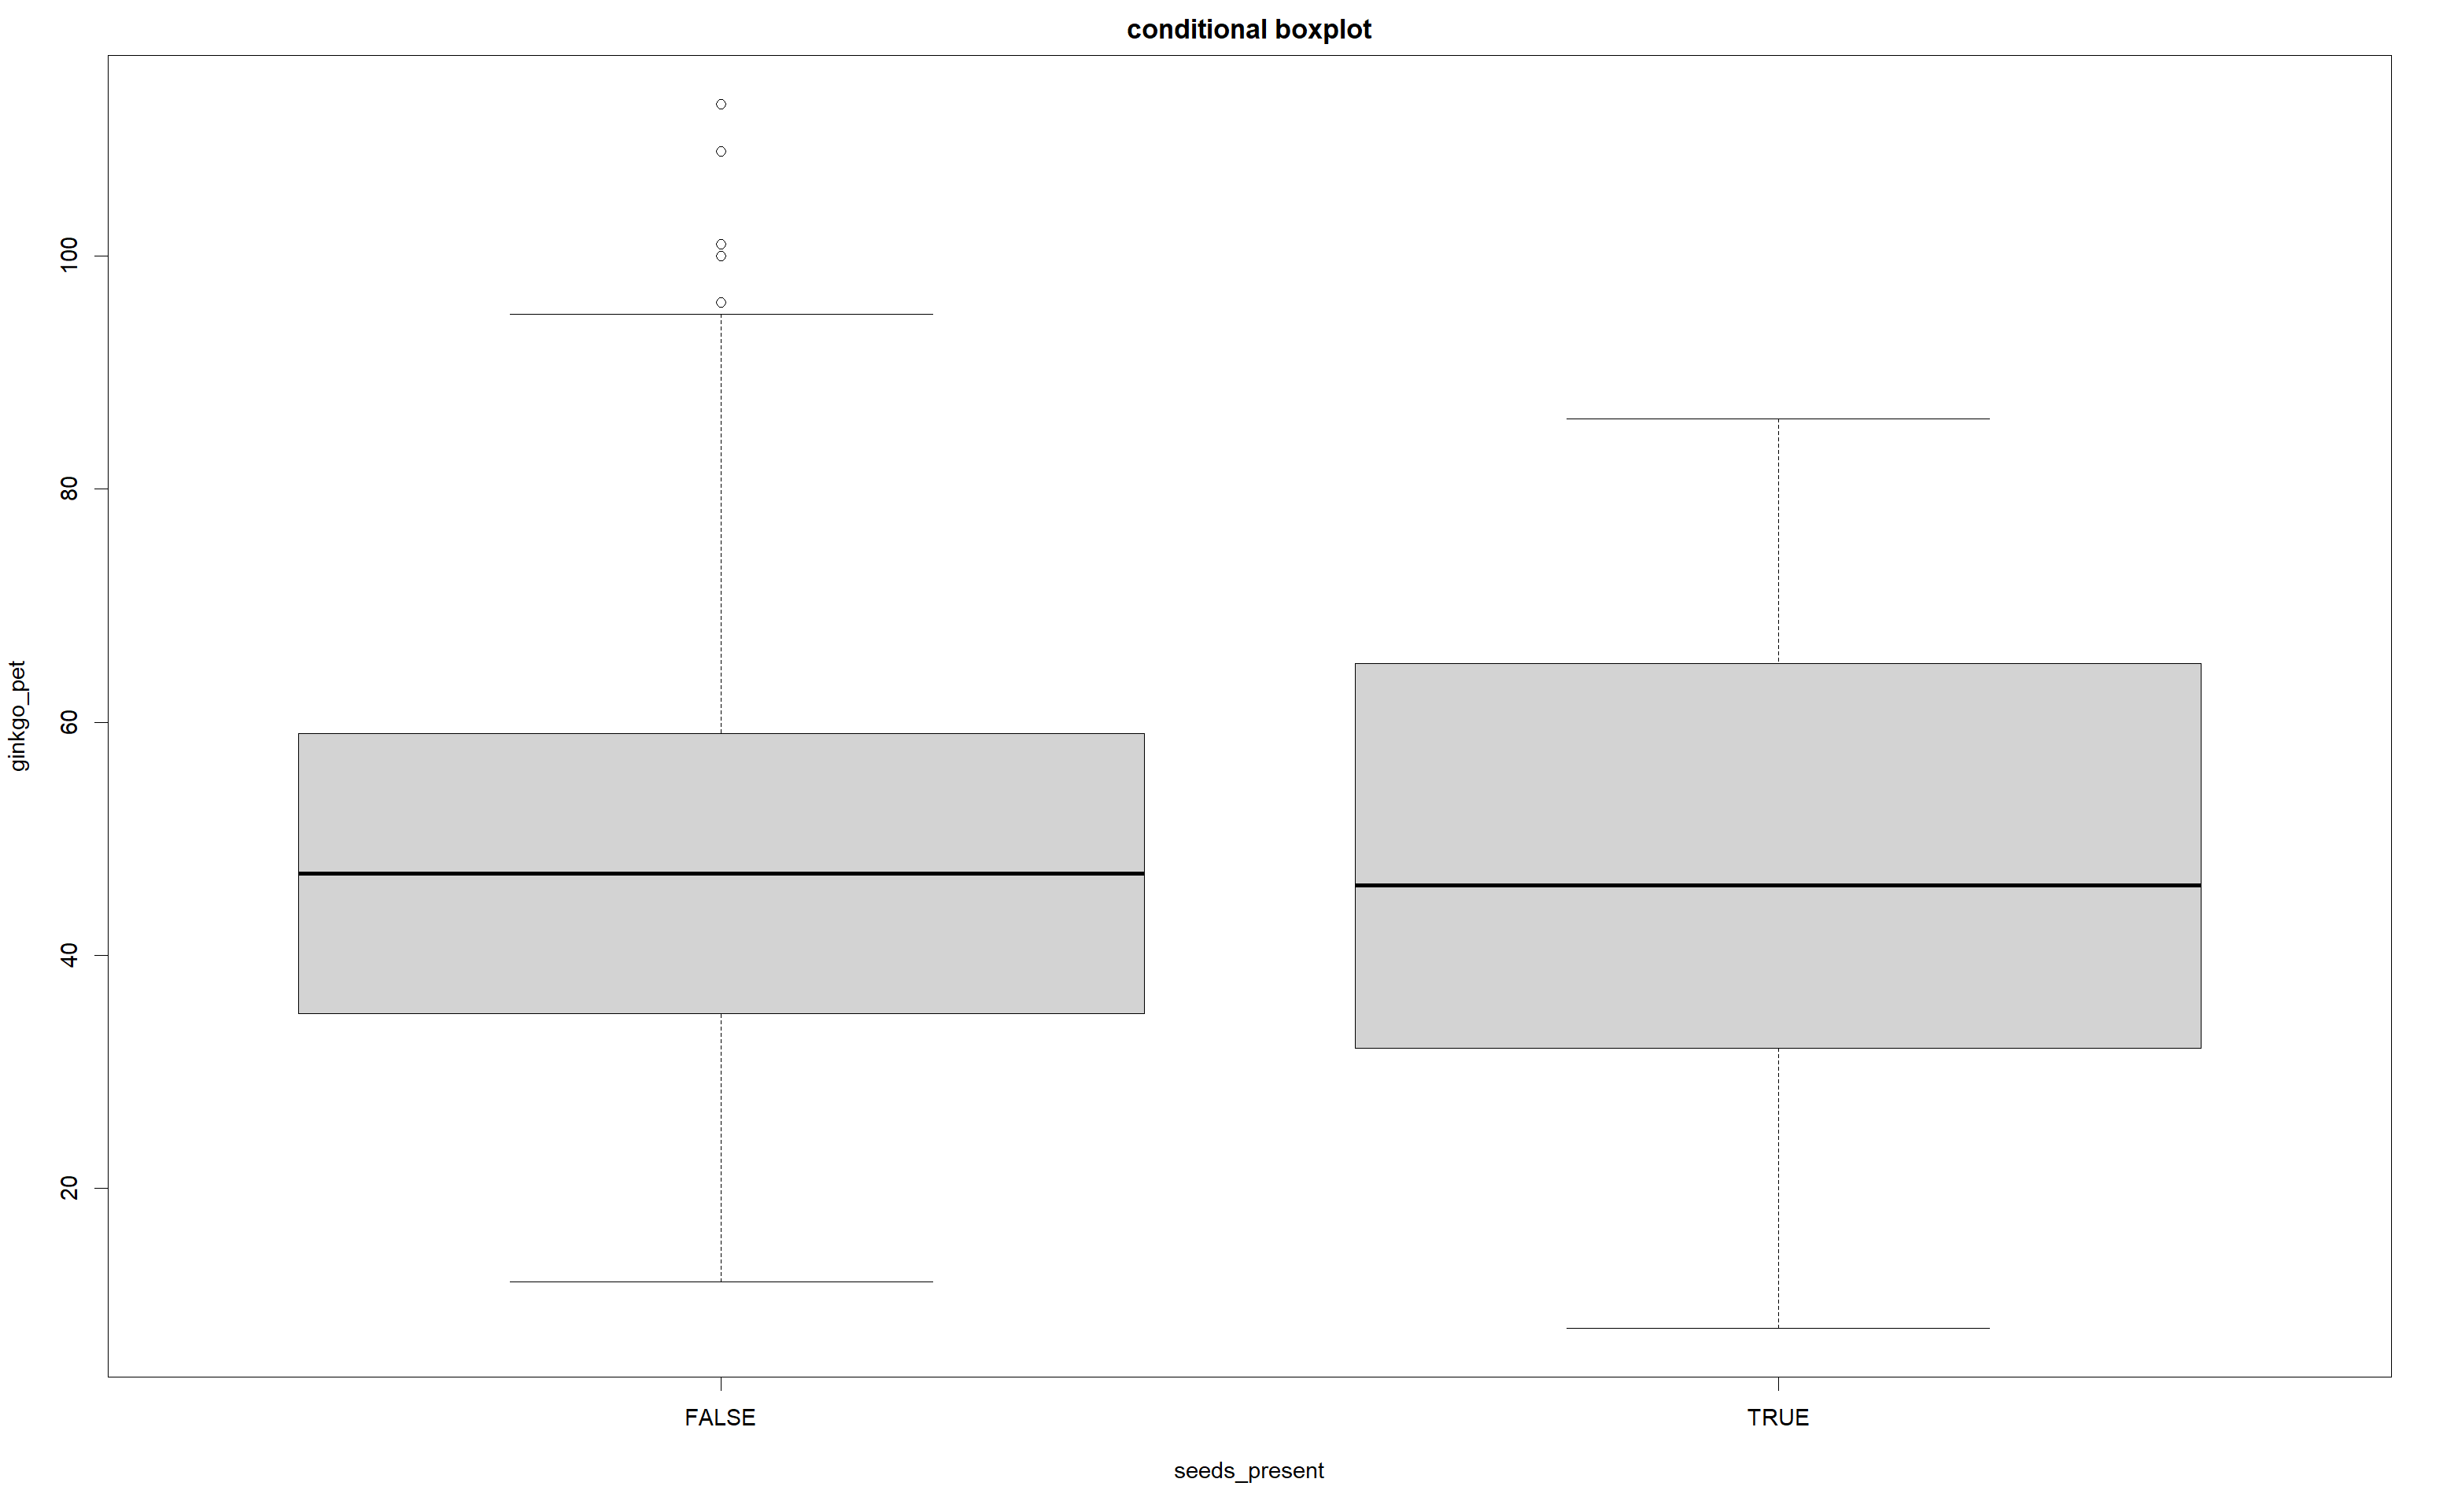 conditional boxplot
ginkgo_pet
100
80
60
40
20
FALSE TRUE
seeds_present